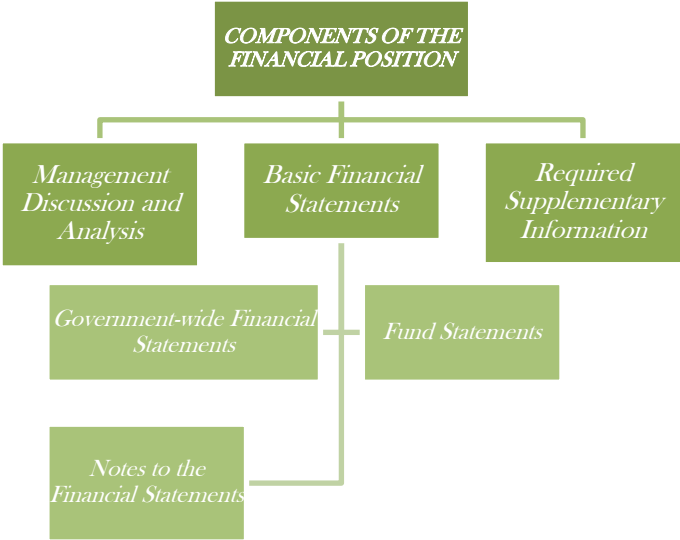 COMPONENTS OF THE
FINANCIAL POSITION
Management
Discussion and
Analysis
Basic Financial
Statements
Required
Supplementary
Information
Government-wide Financial
Statements
Fund Statements
Notes to the
Financial Statements